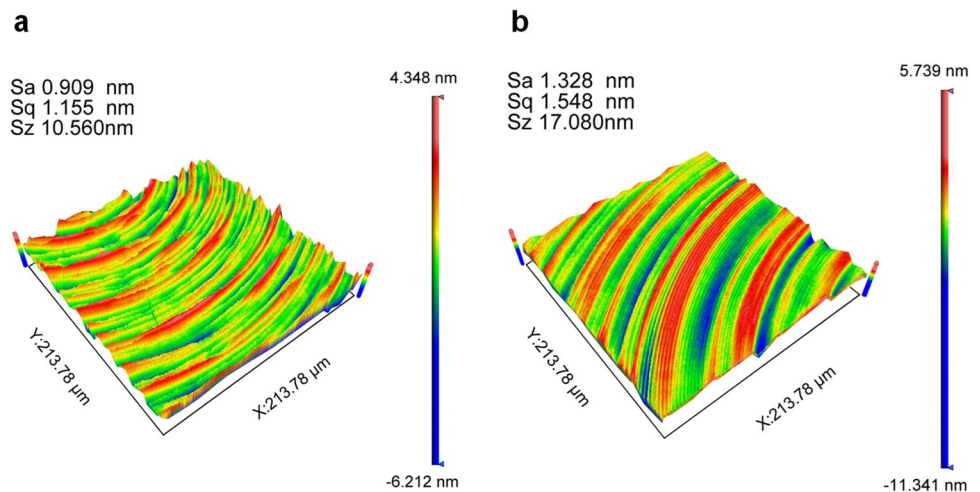 a
Sa 0.909 nm
Sq 1.155 nm
Sz 10.560nm
4.348 nm
-6.212 nm
Y:213.78 µm
X:213.78 µm
b
Sa 1.328 nm
Sq 1.548 nm
Sz 17.080nm
5.739 nm
-11.341 nm
Y:213.78 µm
X:213.78 µm